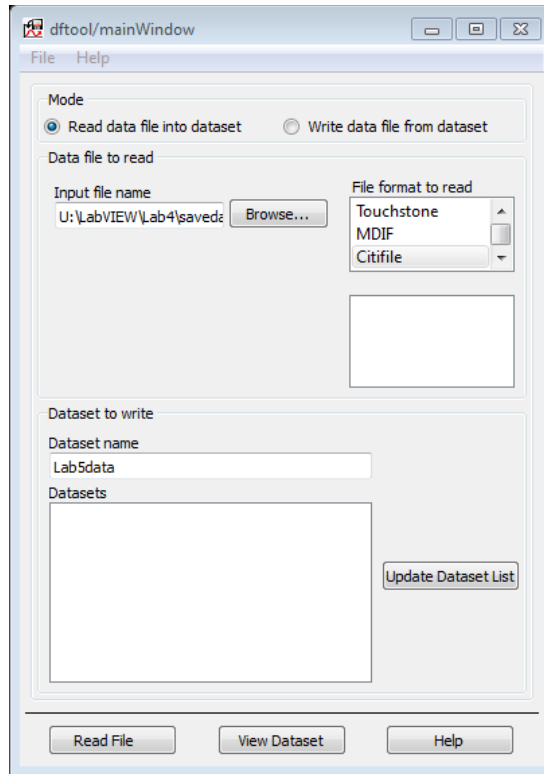 dftool/mainWindow
File Help
Mode
Read data file into dataset Write data file from dataset
Data file to read
Input file name
U:\LabVIEW\Lab4\saveda Browse...
File format to read
Touchstone
MDIF
Citifile
Dataset to write
Dataset name
Lab5data
Datasets
Update Dataset List
Read File View Dataset Help